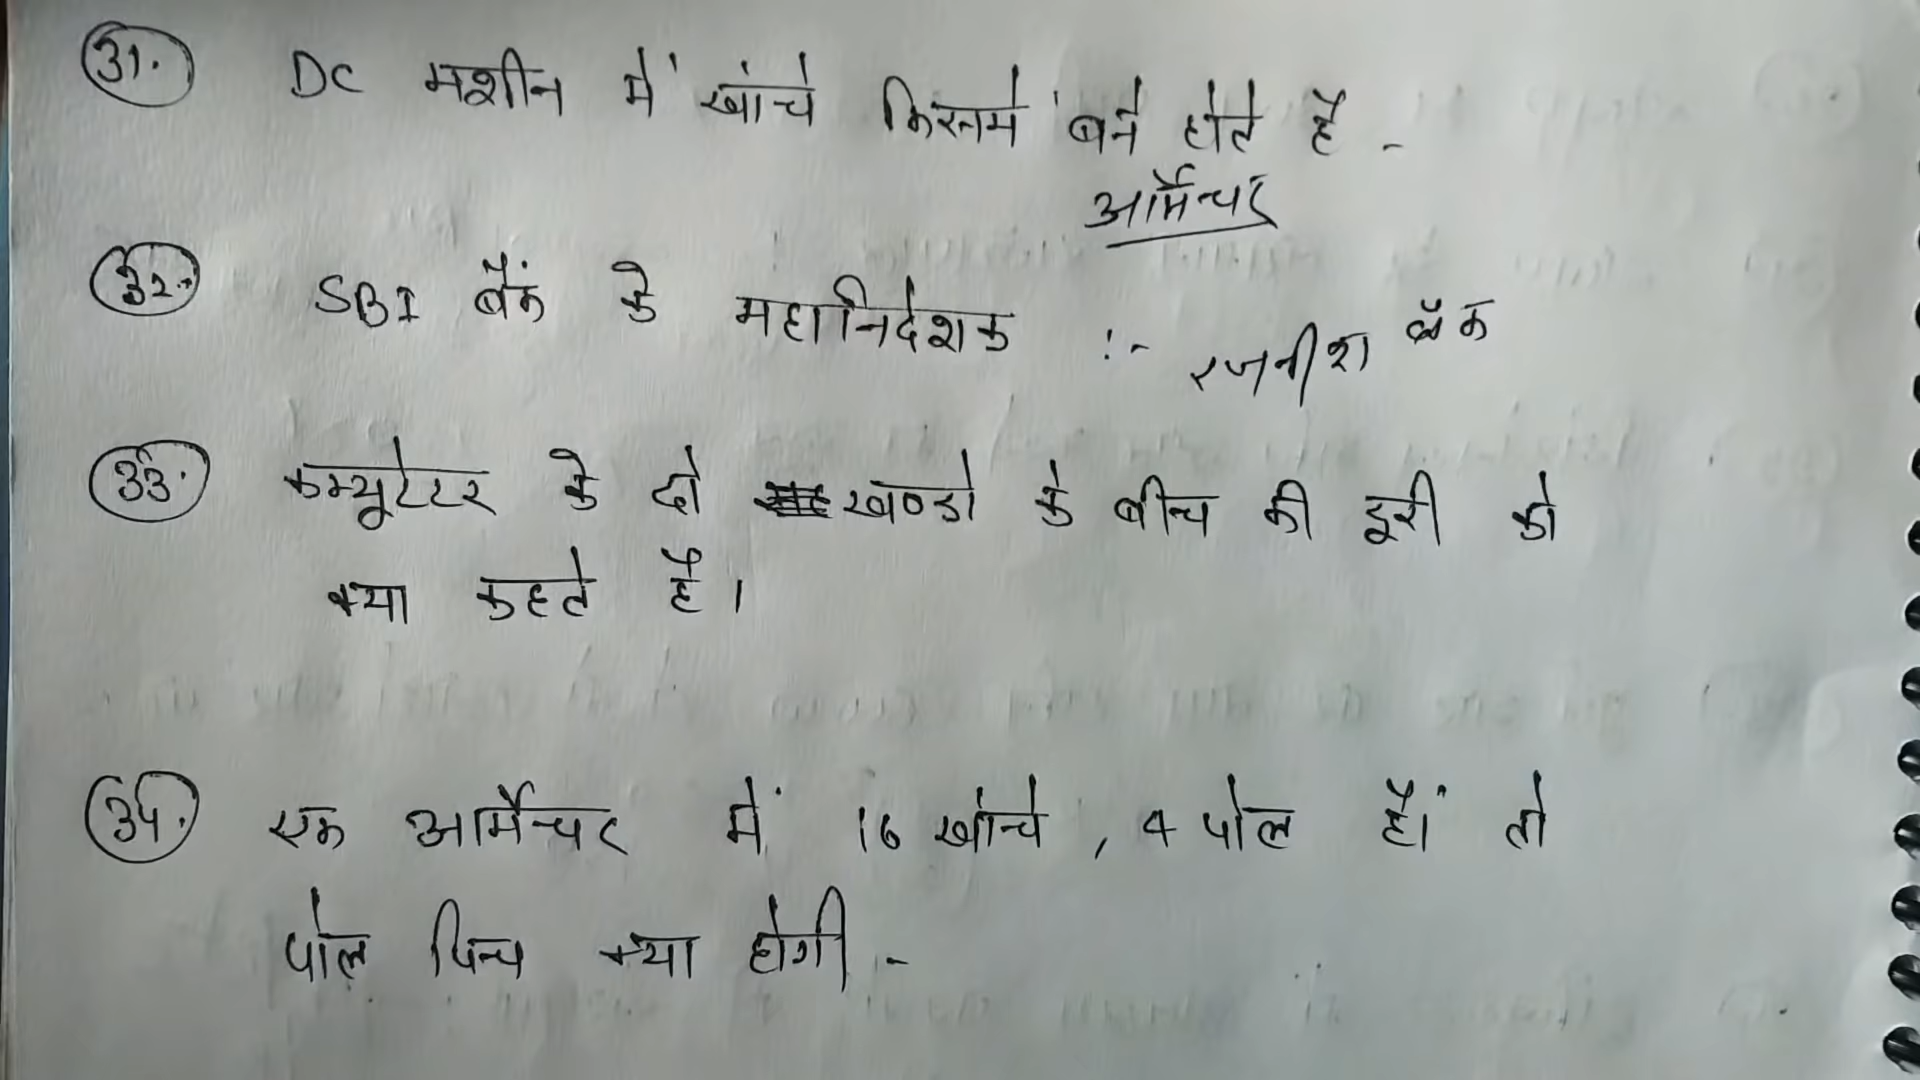 31. DC मशीन में खांचे किसमें बने होते है -
आर्मेचर
32. SBI बैंक के महानिदेशक :- रजनीश बैंक
33. कम्यूटेटर के दो खण्डो के बीच की दूरी को
क्या कहते है।
34. एक आर्मेचर में 16 खांचे, 4 पोल हैं। तो
पोल पिच क्या होगी -